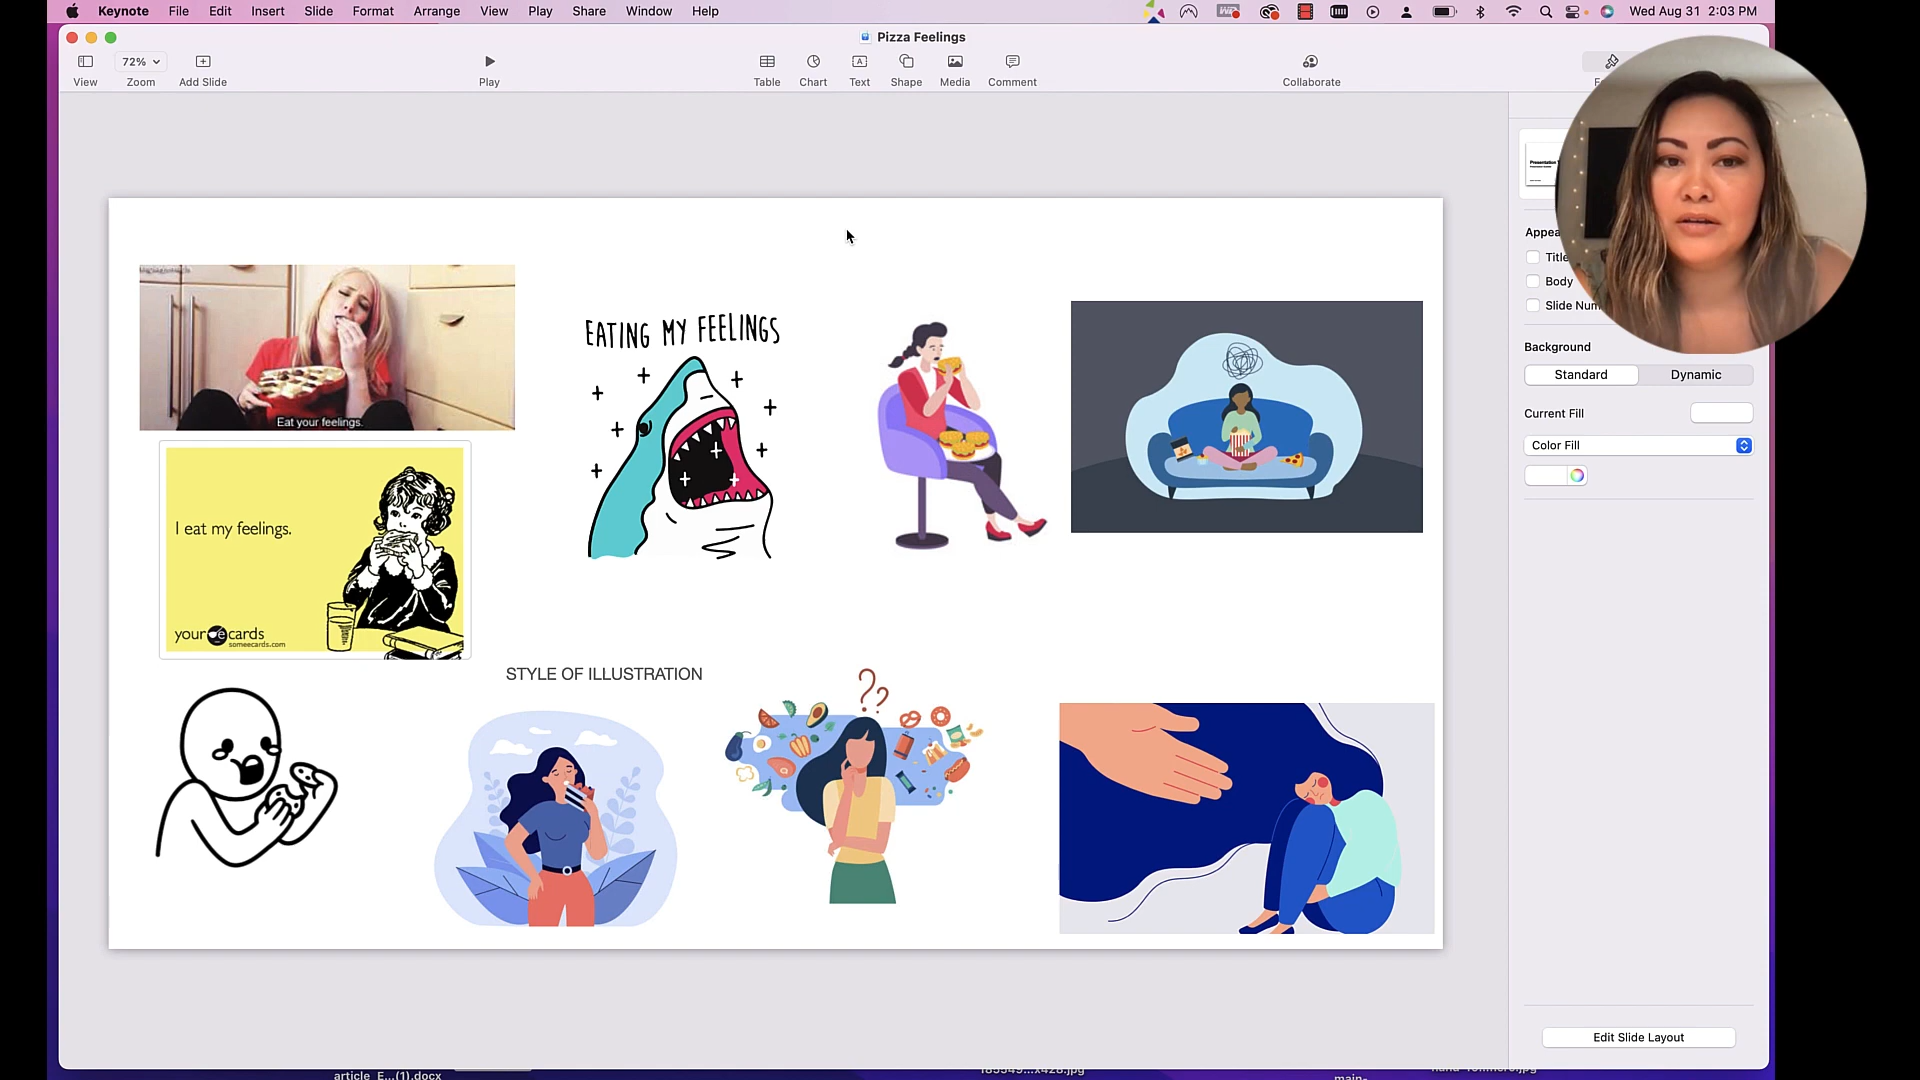 Keynote File Edit Insert Slide Format Arrange View Play Share Window Help Wed Aug 31 2:03 PM
Pizza Feelings
72%
View Zoom Add Slide Play Table Chart Text Shape Media Comment Collaborate
Eat your feelings.
EATING MY FEELINGS
I eat my feelings.
your e cards
someecards.com
STYLE OF ILLUSTRATION
??
Title
Body
Slide Num
Background
Standard Dynamic
Current Fill
Color Fill
Edit Slide Layout
article_E...(1).docx
main-